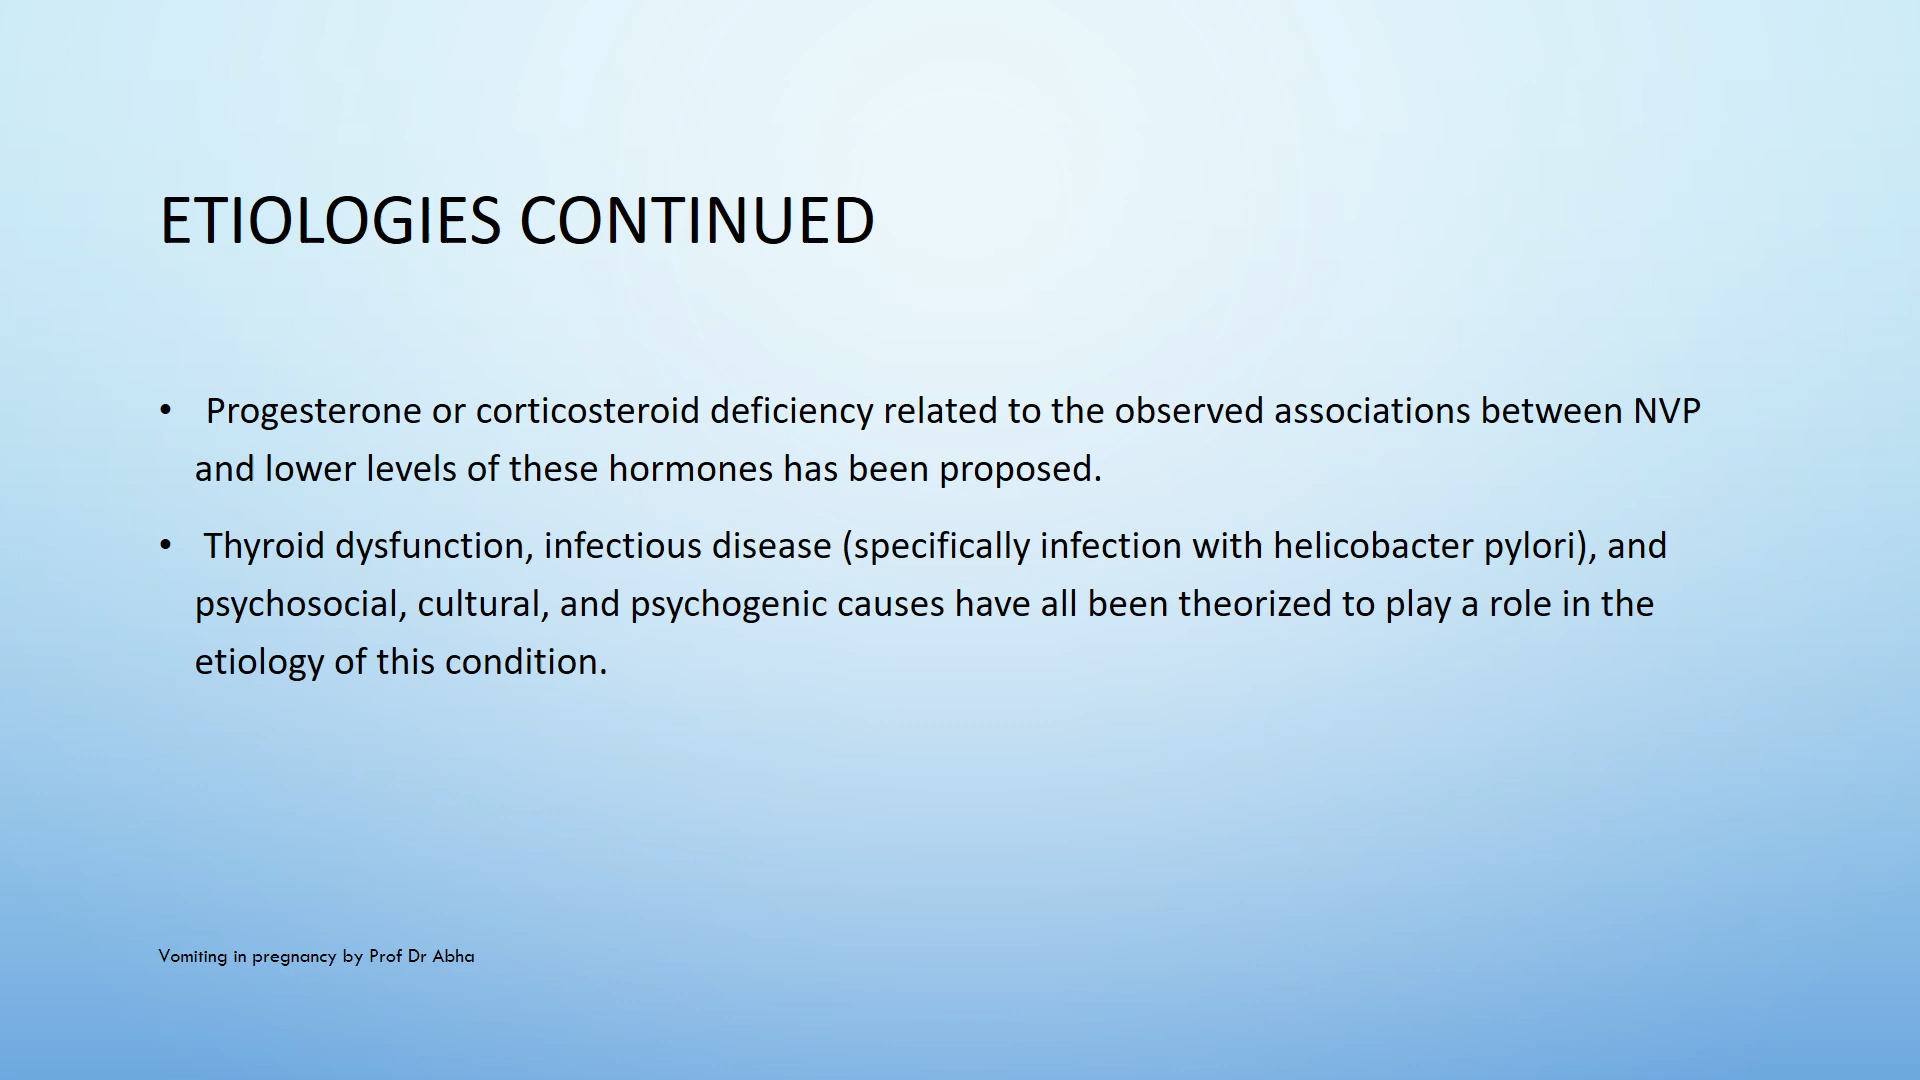 ETIOLOGIES CONTINUED
• Progesterone or corticosteroid deficiency related to the observed associations between NVP
and lower levels of these hormones has been proposed.
• Thyroid dysfunction, infectious disease (specifically infection with helicobacter pylori), and
psychosocial, cultural, and psychogenic causes have all been theorized to play a role in the
etiology of this condition.
Vomiting in pregnancy by Prof Dr Abha